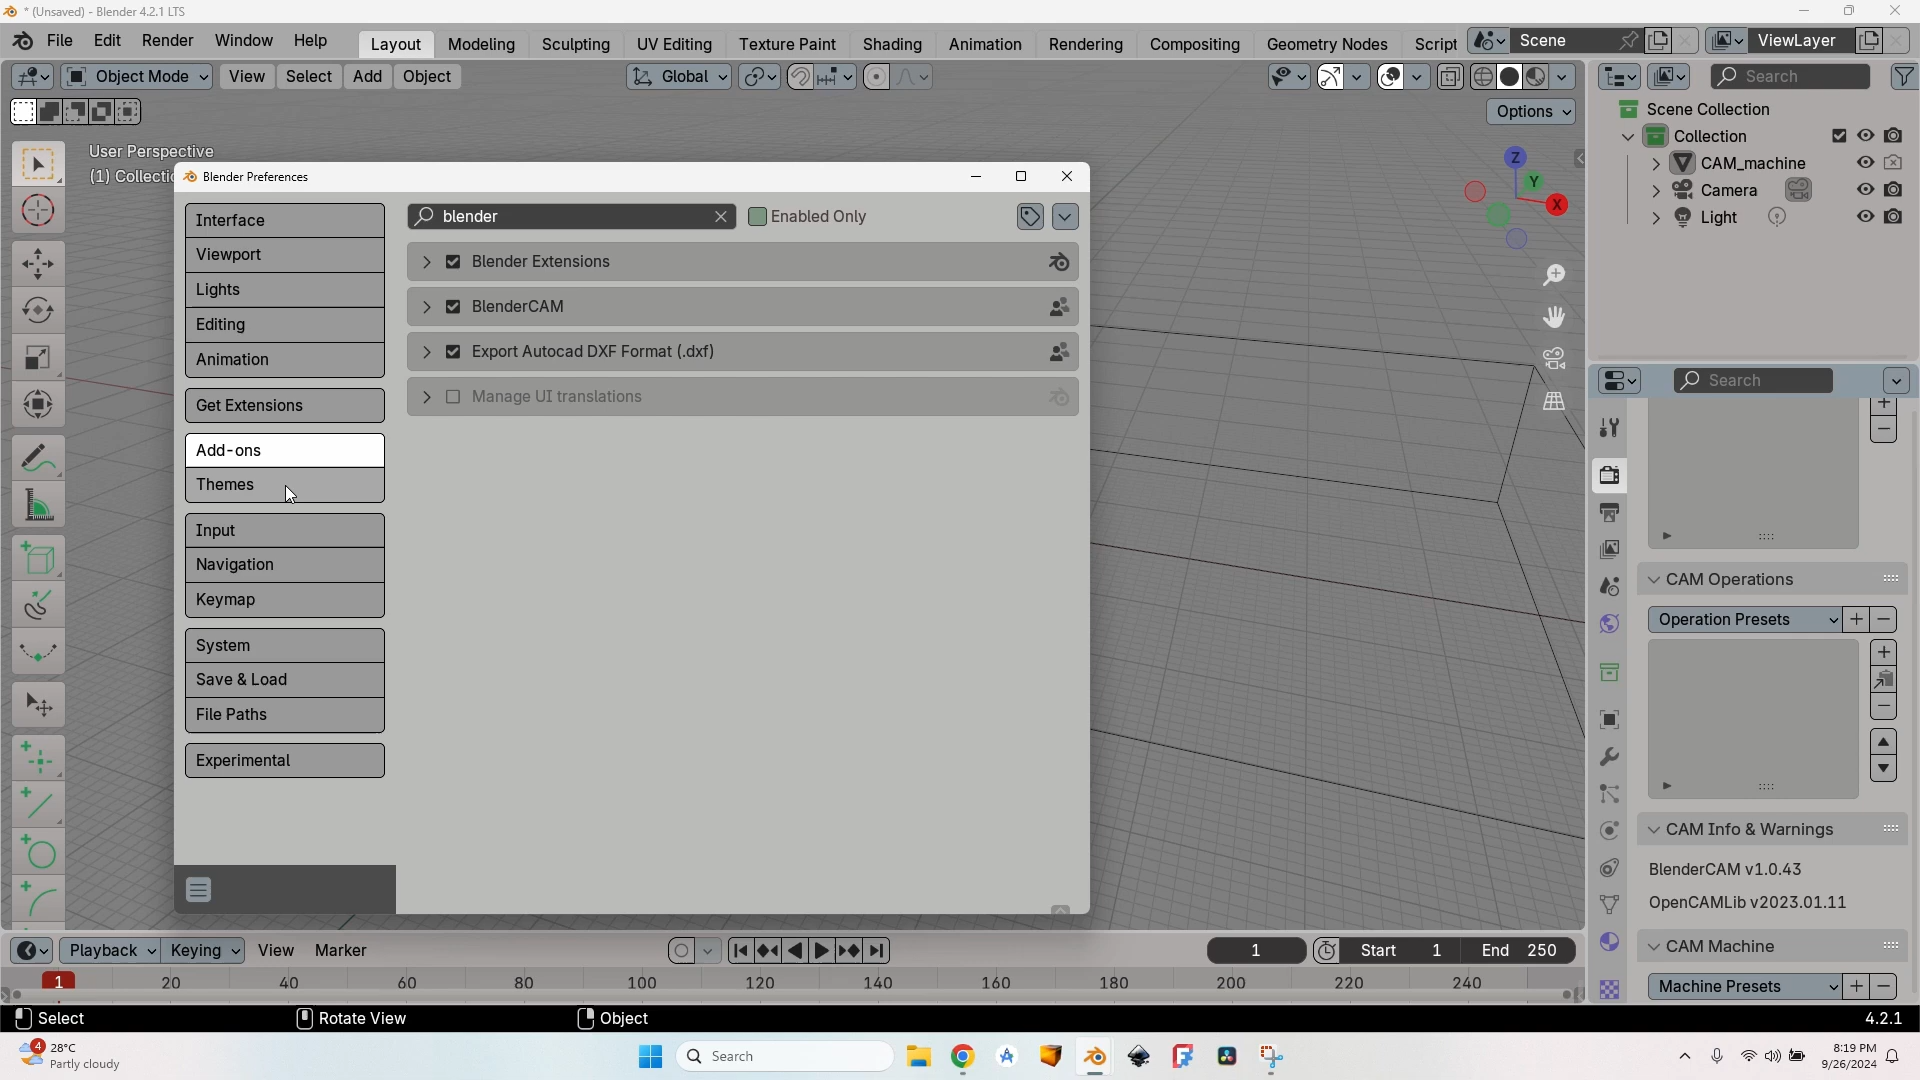 * (Unsaved) - Blender 4.2.1 LTS
File Edit Render Window Help Layout Modeling Sculpting UV Editing Texture Paint Shading Animation Rendering Compositing Geometry Nodes Script Scene ViewLayer
Object Mode View Select Add Object Global Search
Options
Scene Collection
Collection
CAM_machine
Camera
Light
User Perspective
(1) Collectio
Z
Y
X
Blender Preferences
Interface
Viewport
Lights
Editing
Animation
Get Extensions
Add-ons
Themes
Input
Navigation
Keymap
System
Save & Load
File Paths
Experimental
blender Enabled Only
Blender Extensions
BlenderCAM
Export Autocad DXF Format (.dxf)
Manage UI translations
Search
CAM Operations
Operation Presets
CAM Info & Warnings
BlenderCAM v1.0.43
OpenCAMLib v2023.01.11
CAM Machine
Machine Presets
Playback Keying View Marker 1 Start 1 End 250
1 20 40 60 80 100 120 140 160 180 200 220 240
Select Rotate View Object 4.2.1
4 28°C
Partly cloudy
Search
8:19 PM
9/26/2024